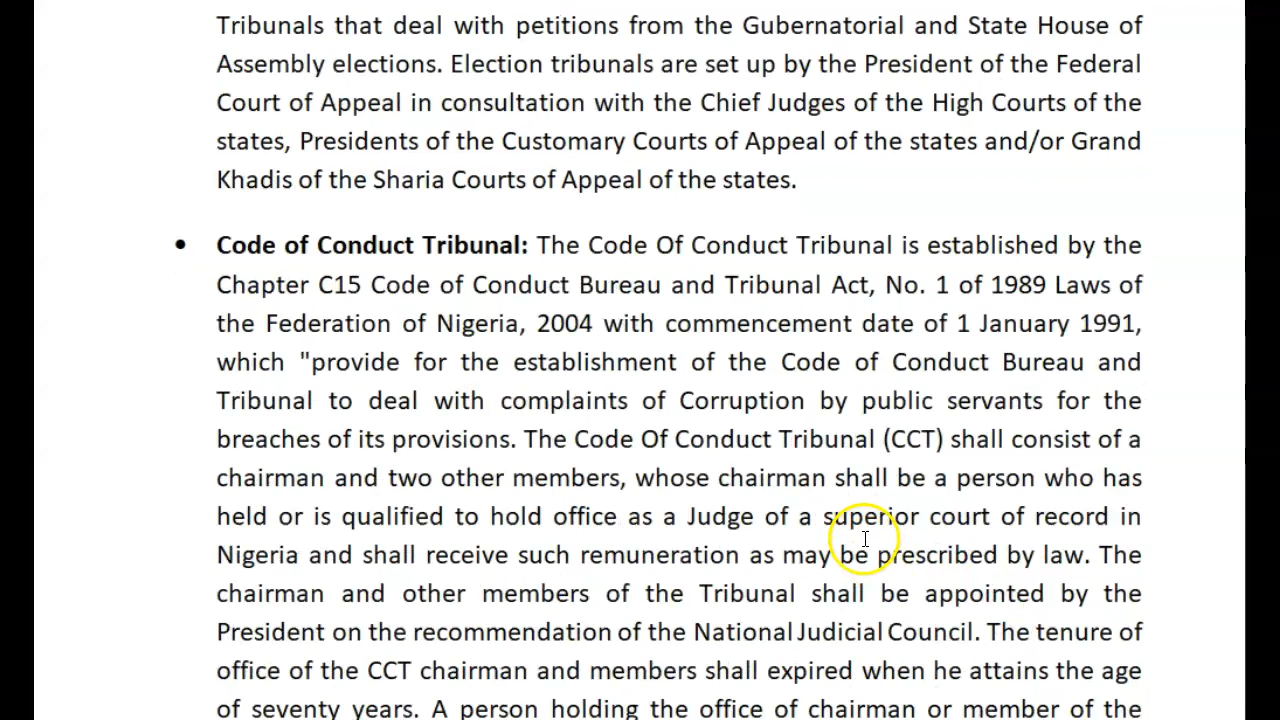 Tribunals that deal with petitions from the Gubernatorial and State House of
Assembly elections. Election tribunals are set up by the President of the Federal
Court of Appeal in consultation with the Chief Judges of the High Courts of the
states, Presidents of the Customary Courts of Appeal of the states and/or Grand
Khadis of the Sharia Courts of Appeal of the states.
• Code of Conduct Tribunal: The Code Of Conduct Tribunal is established by the
Chapter C15 Code of Conduct Bureau and Tribunal Act, No. 1 of 1989 Laws of
the Federation of Nigeria, 2004 with commencement date of 1 January 1991,
which "provide for the establishment of the Code of Conduct Bureau and
Tribunal to deal with complaints of Corruption by public servants for the
breaches of its provisions. The Code Of Conduct Tribunal (CCT) shall consist of a
chairman and two other members, whose chairman shall be a person who has
held or is qualified to hold office as a Judge of a superior court of record in
Nigeria and shall receive such remuneration as may be prescribed by law. The
chairman and other members of the Tribunal shall be appointed by the
President on the recommendation of the National Judicial Council. The tenure of
office of the CCT chairman and members shall expired when he attains the age
of seventy years. A person holding the office of chairman or member of the